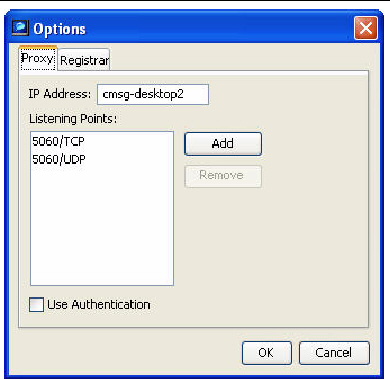 Options
Proxy Registrar
IP Address: cmsg-desktop2
Listening Points:
5060/TCP
5060/UDP
Add
Remove
Use Authentication
OK Cancel